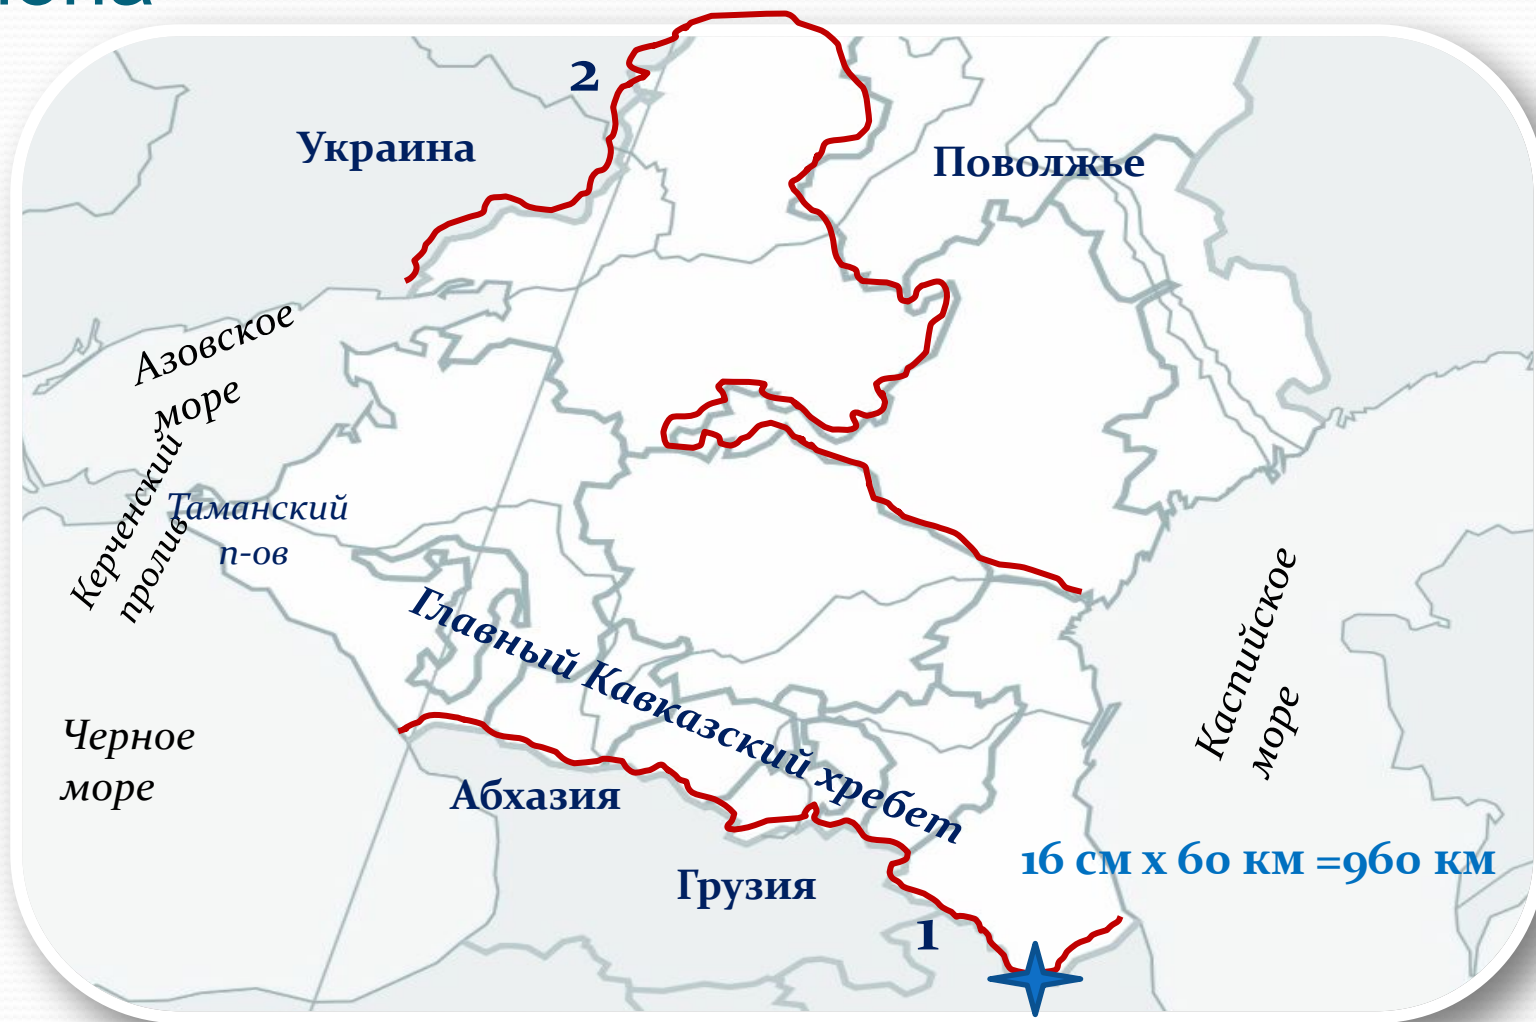 2
Украина
Поволжье
Азовское
море
Керченский
пролив
Таманский
п-ов
Главный Кавказский хребет
Каспийское
море
Черное
море
Абхазия
16 см х 60 км =960 км
Грузия
1